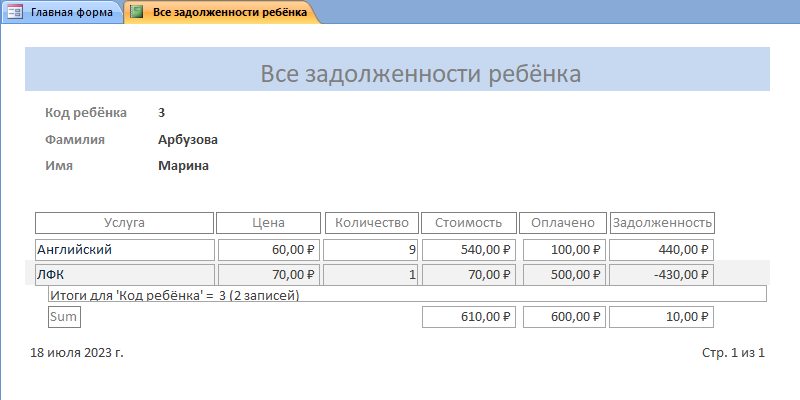 Главная форма Все задолженности ребёнка
Все задолженности ребёнка
Код ребёнка 3
Фамилия Арбузова
Имя Марина
Услуга Цена Количество Стоимость Оплачено Задолженность
Английский 60,00 ₽ 9 540,00 ₽ 100,00 ₽ 440,00 ₽
ЛФК 70,00 ₽ 1 70,00 ₽ 500,00 ₽ -430,00 ₽
Итоги для 'Код ребёнка' = 3 (2 записей)
Sum 610,00 ₽ 600,00 ₽ 10,00 ₽
18 июля 2023 г. Стр. 1 из 1